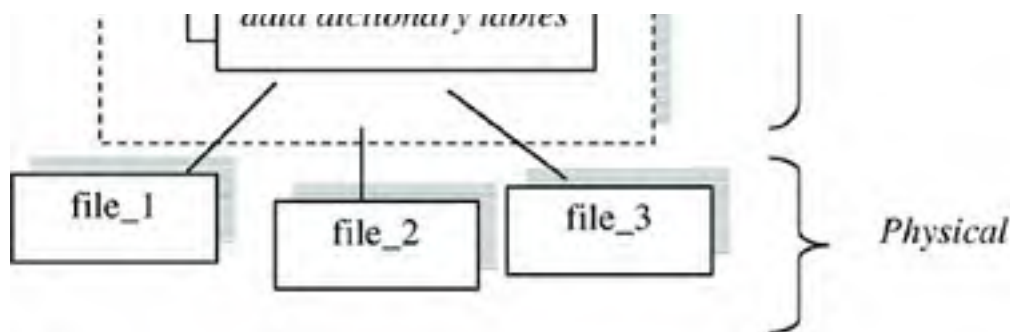 data dictionary tables
file_1
file_2
file_3
Physical